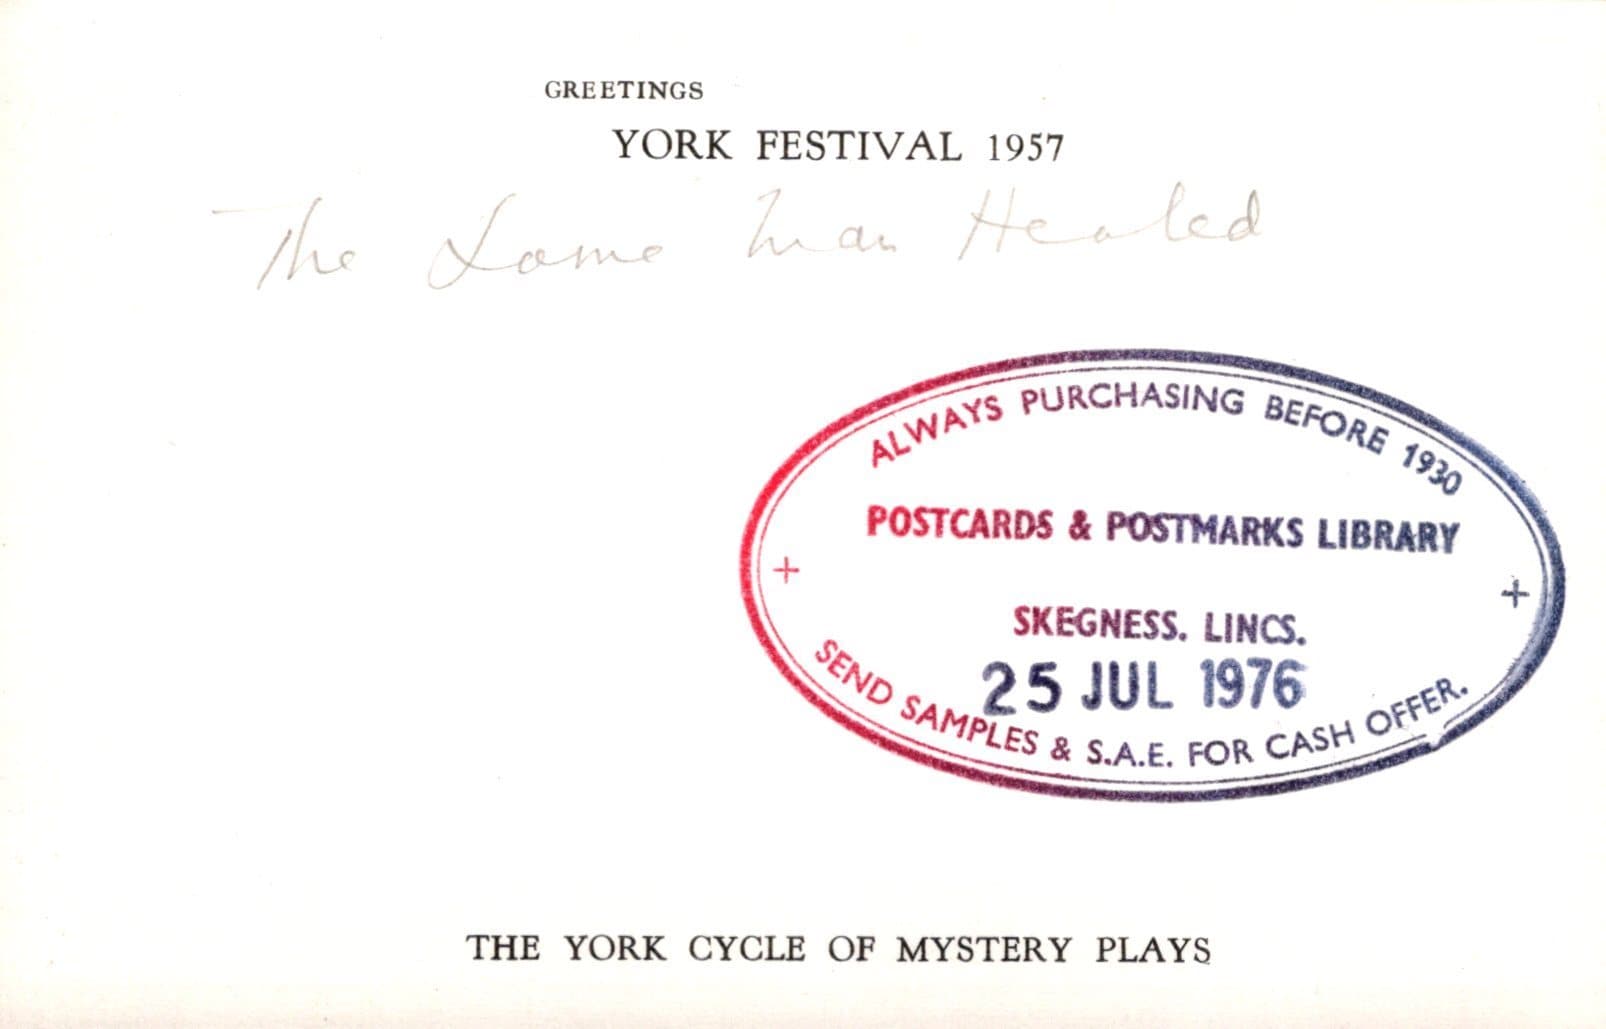 GREETINGS
YORK FESTIVAL 1957
The Lame Man Healed
ALWAYS PURCHASING BEFORE 1930
POSTCARDS & POSTMARKS LIBRARY
+ +
SKEGNESS. LINCS.
25 JUL 1976
SEND SAMPLES & S.A.E. FOR CASH OFFER.
THE YORK CYCLE OF MYSTERY PLAYS